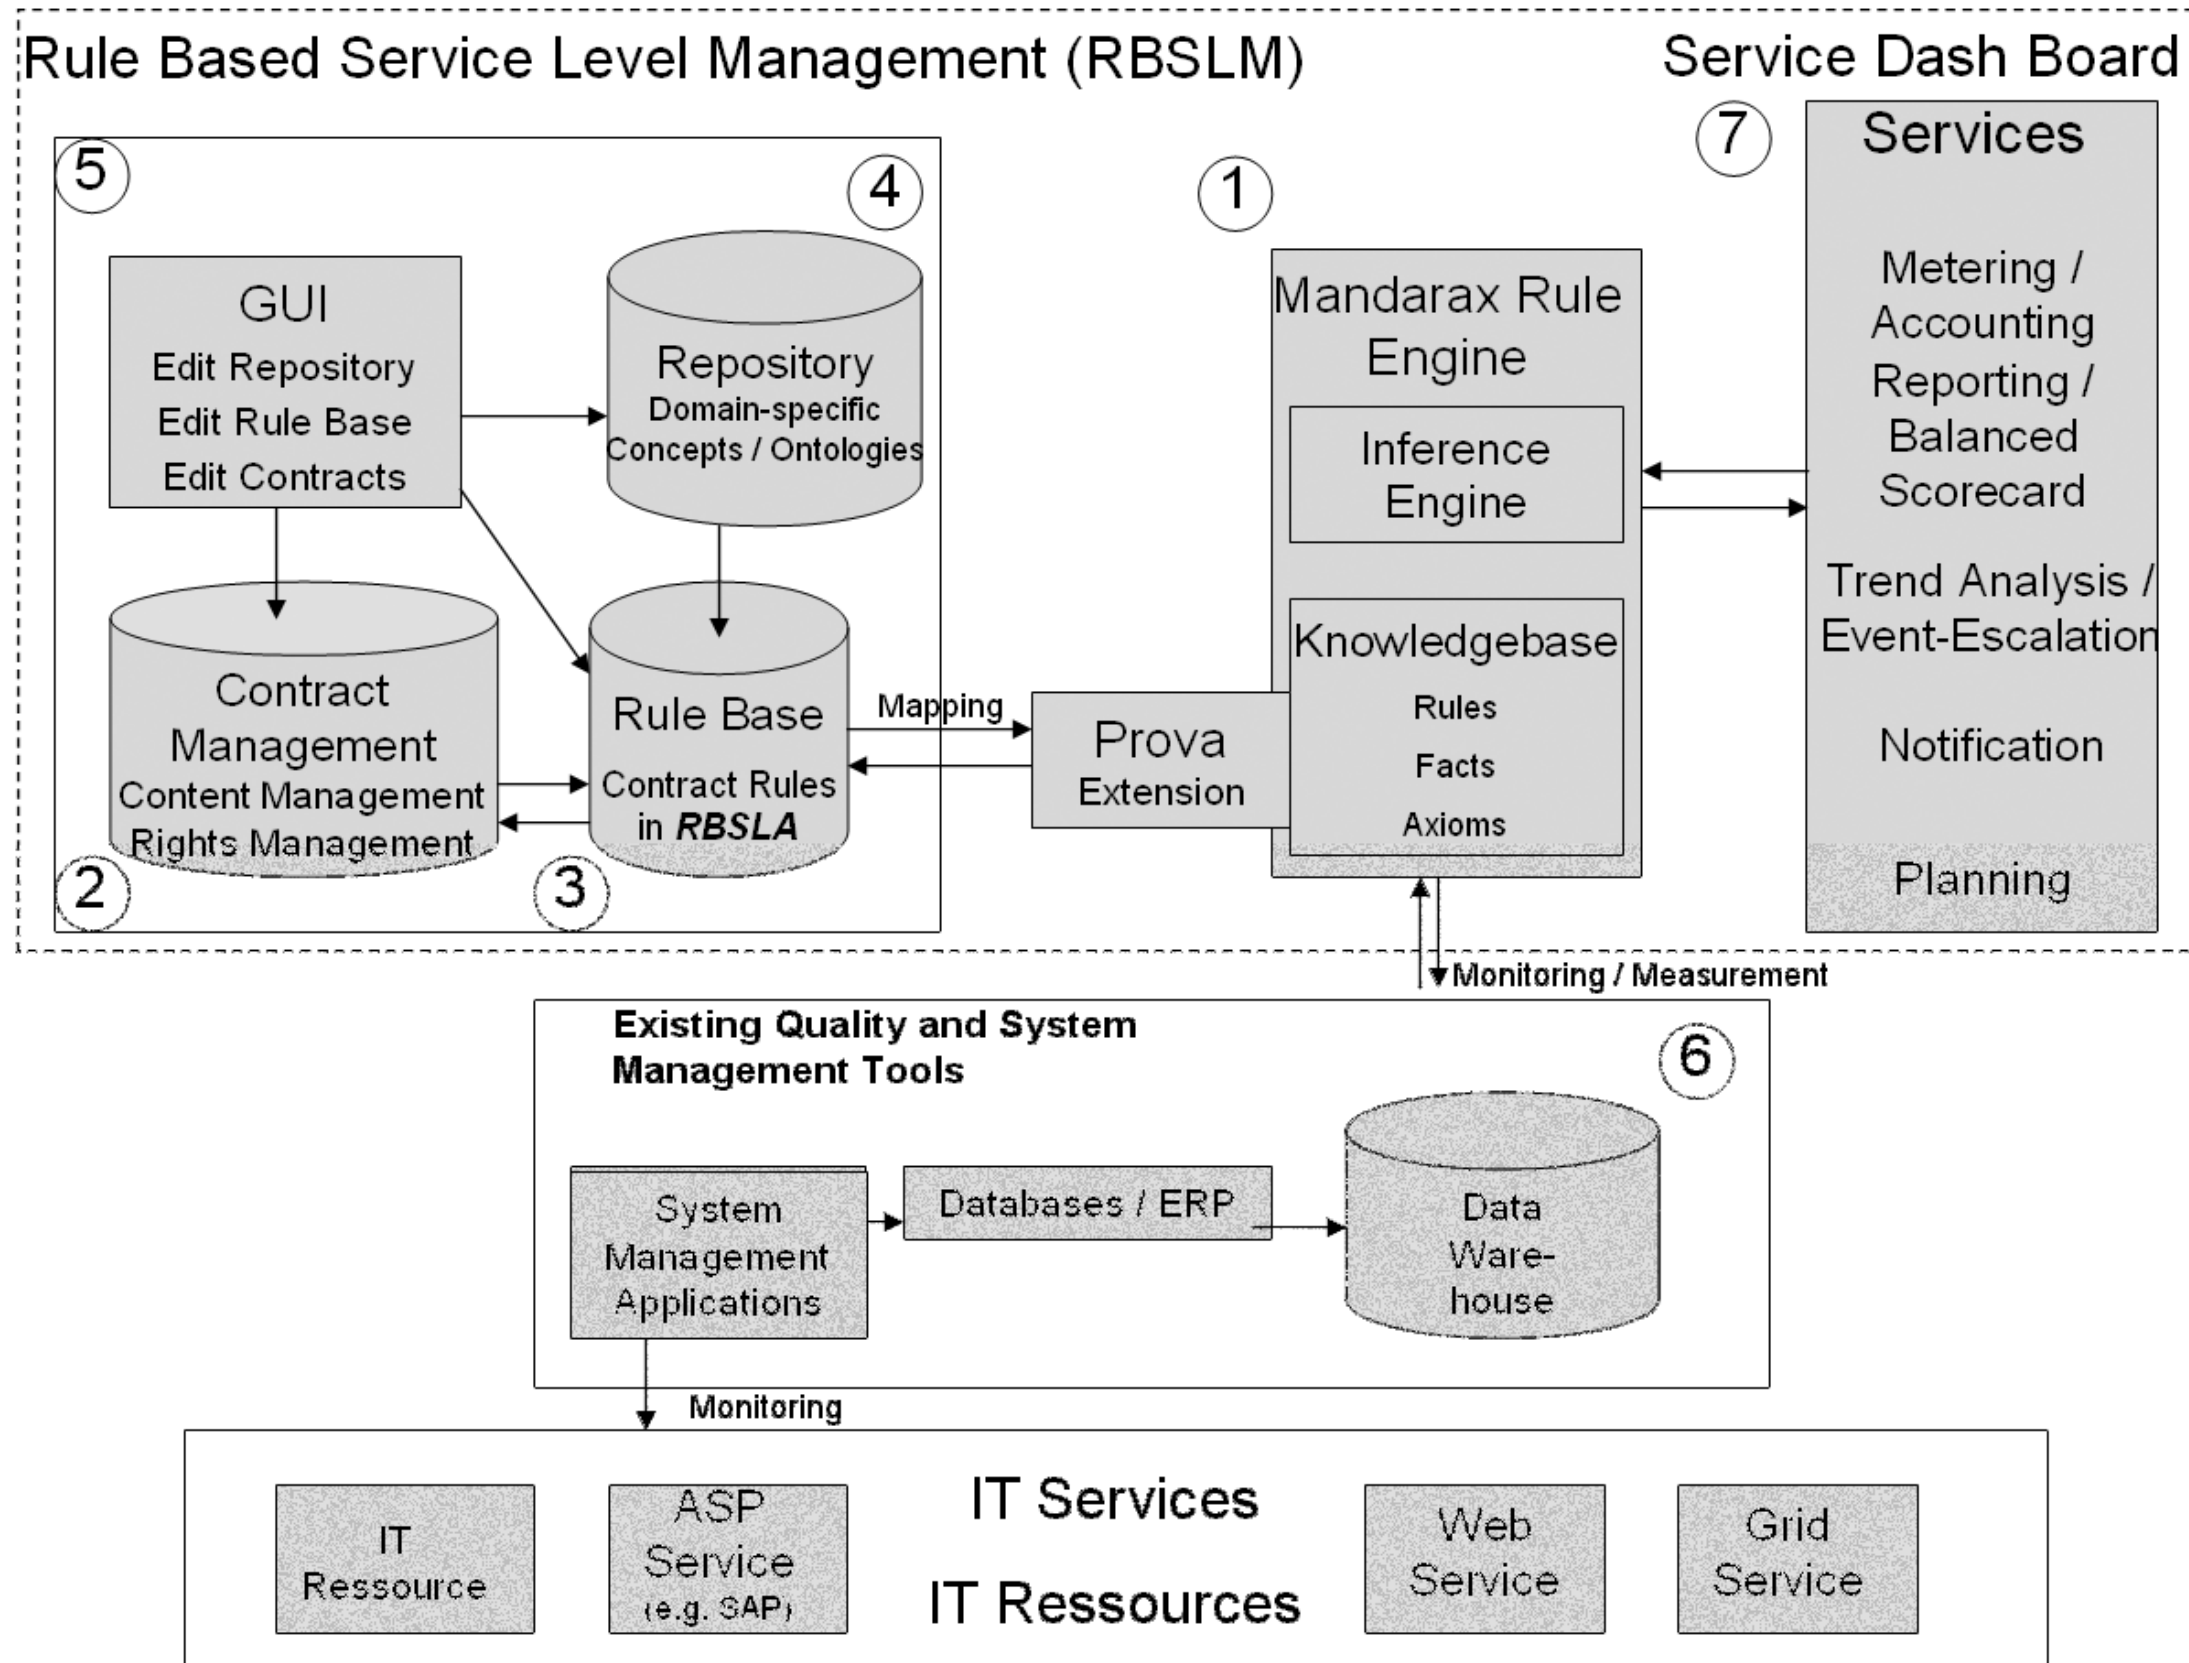 Rule Based Service Level Management (RBSLM)
Service Dash Board
5
4
1
7
GUI
Edit Repository
Edit Rule Base
Edit Contracts
Repository
Domain-specific
Concepts / Ontologies
Contract
Management
Content Management
Rights Management
2
Rule Base
Contract Rules
in RBSLA
3
Mapping
Prova
Extension
Mandarax Rule
Engine
Inference
Engine
Knowledgebase
Rules
Facts
Axioms
Services
Metering /
Accounting
Reporting /
Balanced
Scorecard
Trend Analysis /
Event-Escalation
Notification
Planning
Monitoring / Measurement
Existing Quality and System
Management Tools
6
System
Management
Applications
Databases / ERP
Data
Ware-
house
Monitoring
IT
Ressource
ASP
Service
(e.g. SAP)
IT Services
IT Ressources
Web
Service
Grid
Service